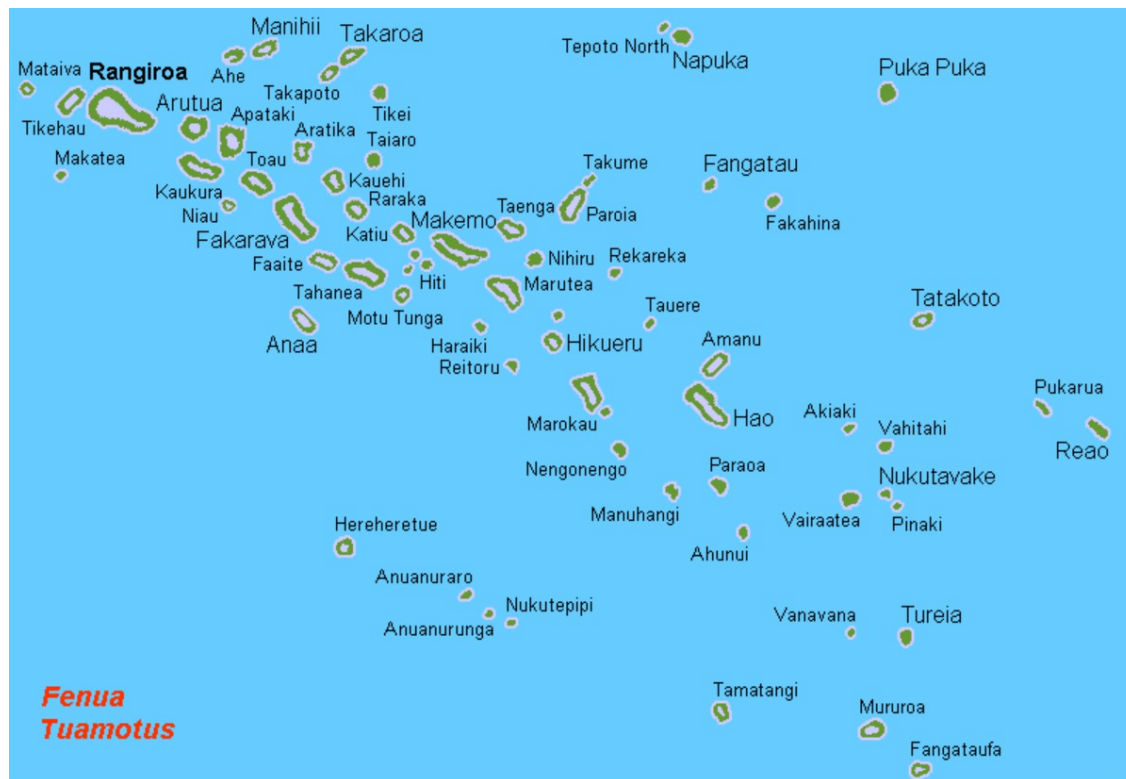 Manihii
Takaroa
Tepoto North
Napuka
Mataiva
Rangiroa
Ahe
Puka Puka
Takapoto
Arutua
Tikei
Tikehau
Apataki
Aratika
Taiaro
Makatea
Toau
Takume
Fangatau
Kaukura
Kauehi
Niau
Raraka
Makemo
Taenga
Paroia
Fakahina
Fakarava
Katiu
Faaite
Hiti
Nihiru
Rekareka
Tahanea
Marutea
Motu Tunga
Tauere
Tatakoto
Anaa
Haraiki
Hikueru
Amanu
Reitoru
Pukarua
Marokau
Hao
Akiaki
Vahitahi
Reao
Nengonengo
Paraoa
Nukutavake
Manuhangi
Vairaatea
Pinaki
Hereheretue
Ahunui
Anuanuraro
Nukutepipi
Anuanurunga
Vanavana
Tureia
Fenua
Tuamotus
Tamatangi
Mururoa
Fangataufa